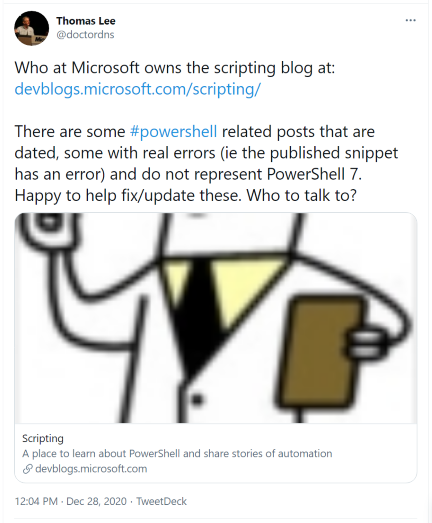 Thomas Lee
@doctordns
Who at Microsoft owns the scripting blog at:
devblogs.microsoft.com/scripting/
There are some #powershell related posts that are
dated, some with real errors (ie the published snippet
has an error) and do not represent PowerShell 7.
Happy to help fix/update these. Who to talk to?
Scripting
A place to learn about PowerShell and share stories of automation
devblogs.microsoft.com
12:04 PM · Dec 28, 2020 · TweetDeck